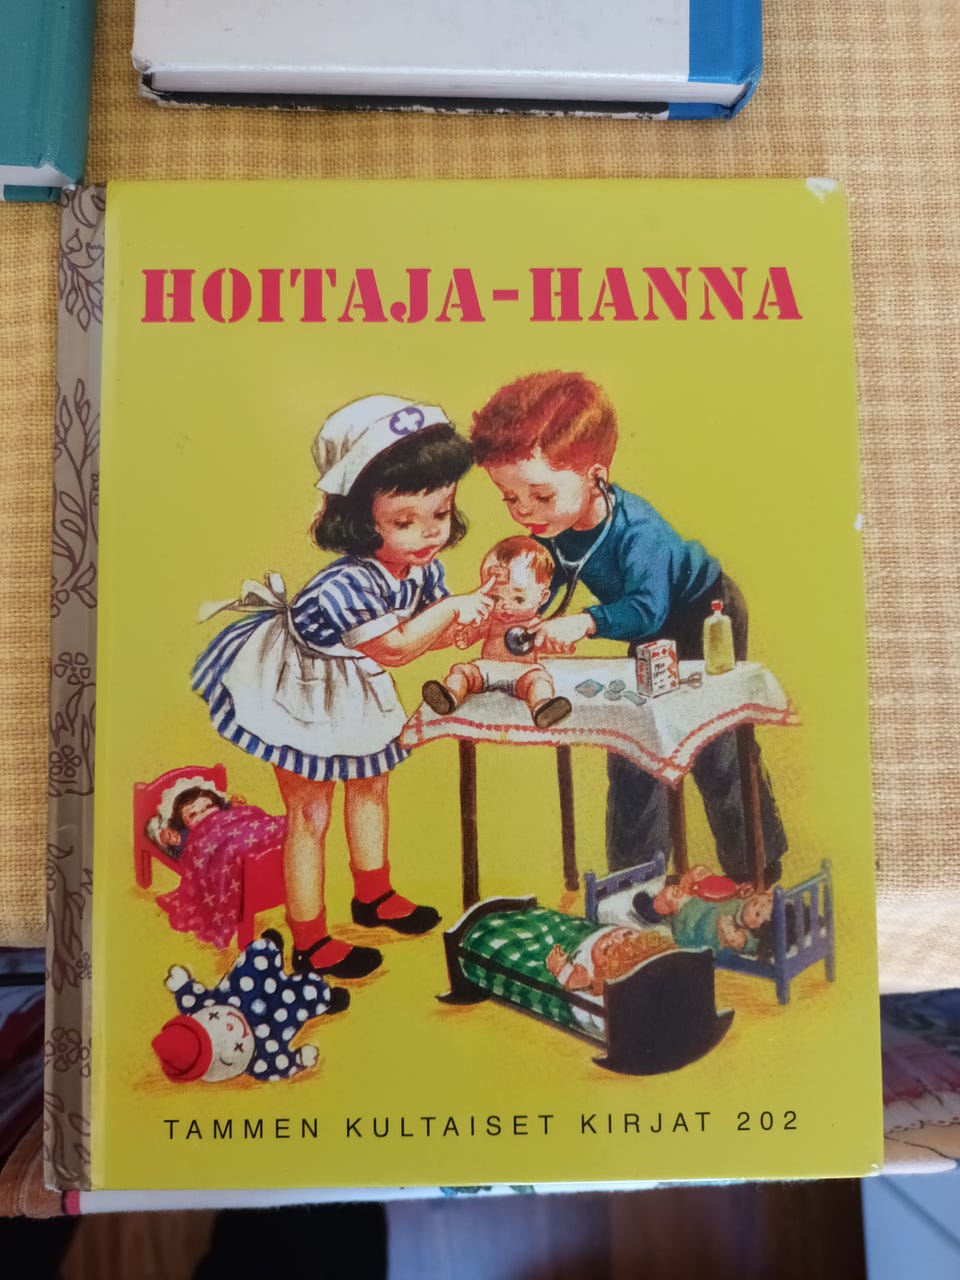 HOITAJA-HANNA
TAMMEN KULTAISET KIRJAT 202